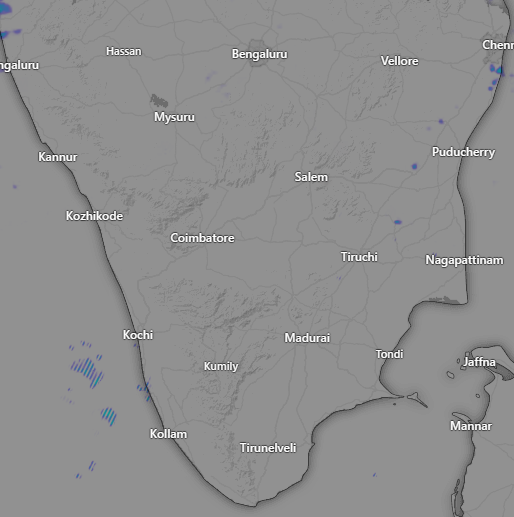 Hassan
Bengaluru
Chenn
Vellore
ngaluru
Mysuru
Kannur
Puducherry
Salem
Kozhikode
Coimbatore
Tiruchi
Nagapattinam
Kochi
Madurai
Tondi
Jaffna
Kumily
Mannar
Kollam
Tirunelveli